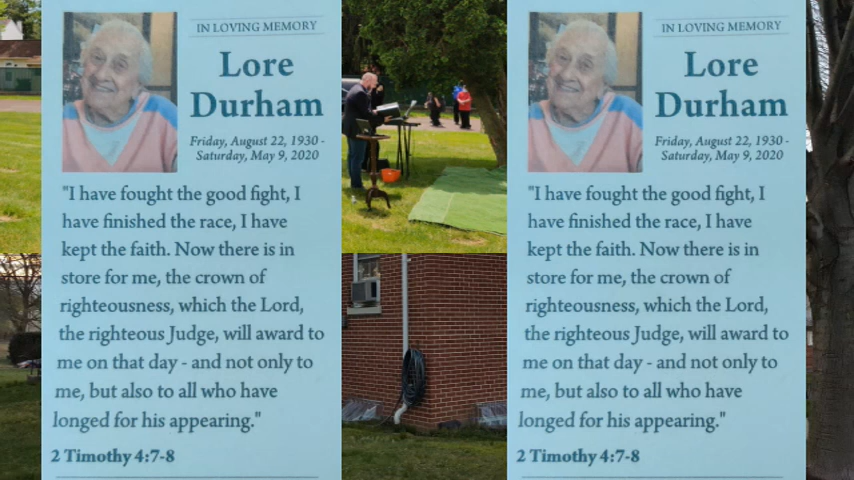 IN LOVING MEMORY
Lore
Durham
Friday, August 22, 1930 -
Saturday, May 9, 2020
"I have fought the good fight, I
have finished the race, I have
kept the faith. Now there is in
store for me, the crown of
righteousness, which the Lord,
the righteous Judge, will award to
me on that day - and not only to
me, but also to all who have
longed for his appearing."
2 Timothy 4:7-8
IN LOVING MEMORY
Lore
Durham
Friday, August 22, 1930 -
Saturday, May 9, 2020
"I have fought the good fight, I
have finished the race, I have
kept the faith. Now there is in
store for me, the crown of
righteousness, which the Lord,
the righteous Judge, will award to
me on that day - and not only to
me, but also to all who have
longed for his appearing."
2 Timothy 4:7-8